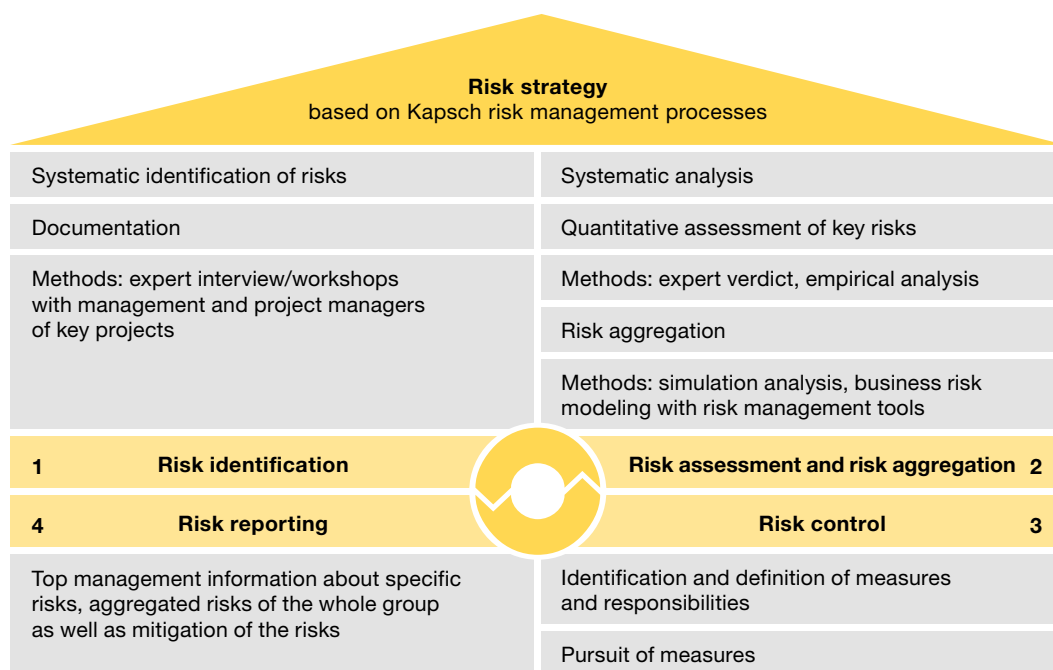 Risk strategy
based on Kapsch risk management processes
Systematic identification of risks
Documentation
Methods: expert interview/workshops
with management and project managers
of key projects
Systematic analysis
Quantitative assessment of key risks
Methods: expert verdict, empirical analysis
Risk aggregation
Methods: simulation analysis, business risk
modeling with risk management tools
1 Risk identification
Risk assessment and risk aggregation 2
4 Risk reporting
Risk control 3
Top management information about specific
risks, aggregated risks of the whole group
as well as mitigation of the risks
Identification and definition of measures
and responsibilities
Pursuit of measures